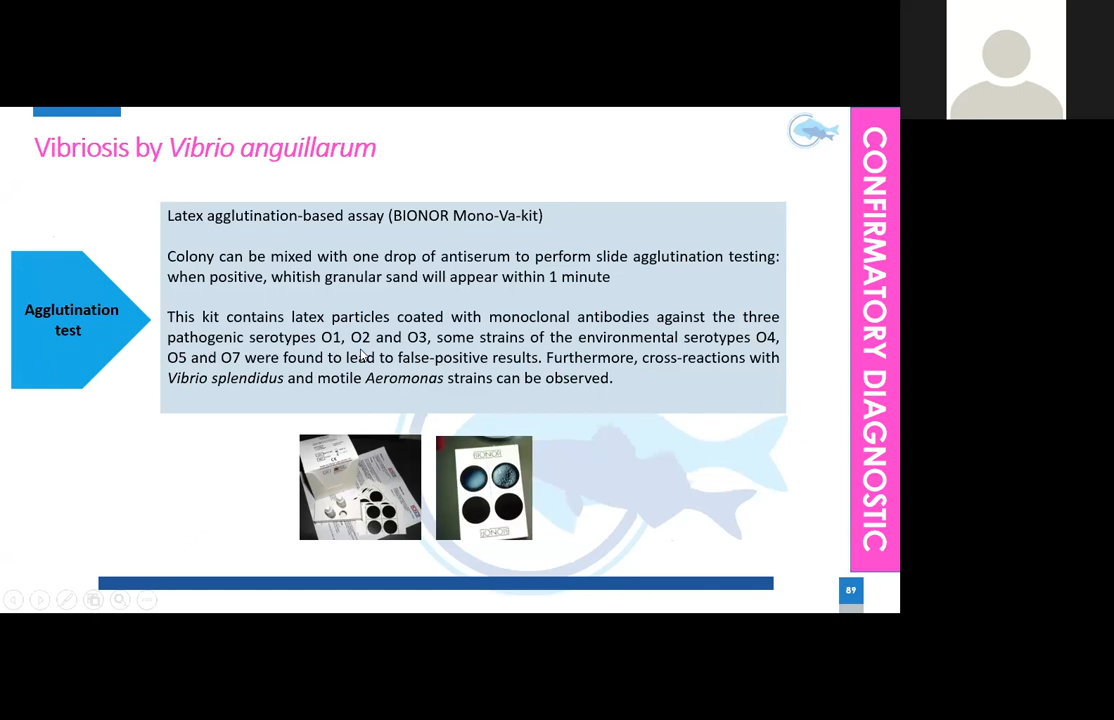 Vibriosis by Vibrio anguillarum
CONFIRMATORY DIAGNOSTIC
Latex agglutination-based assay (BIONOR Mono-Va-kit)
Colony can be mixed with one drop of antiserum to perform slide agglutination testing:
when positive, whitish granular sand will appear within 1 minute
Agglutination
test
This kit contains latex particles coated with monoclonal antibodies against the three
pathogenic serotypes O1, O2 and O3, some strains of the environmental serotypes O4,
O5 and O7 were found to lead to false-positive results. Furthermore, cross-reactions with
Vibrio splendidus and motile Aeromonas strains can be observed.
BIONOR
BIONOR
89